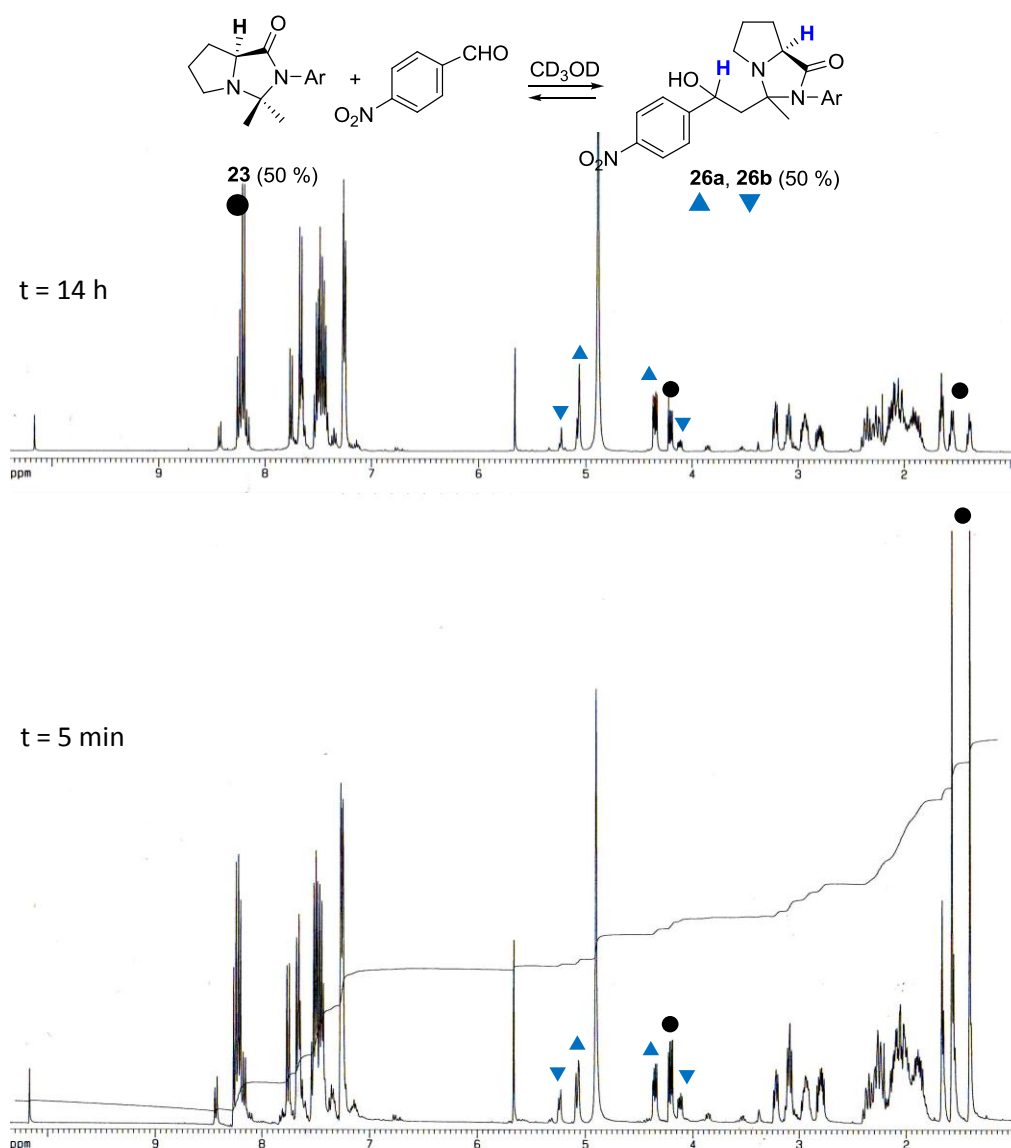 H
O
N
N—Ar
+
CHO
O₂N
CD₃OD
H
HO
H
N
O
N—Ar
O₂N
23 (50 %)
26a, 26b (50 %)
t = 14 h
ppm 9 8 7 6 5 4 3 2
t = 5 min
ppm 9 8 7 6 5 4 3 2